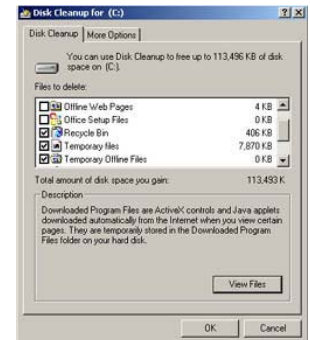 Disk Cleanup for (C:)
Disk Cleanup More Options
You can use Disk Cleanup to free up to 113,496 KB of disk
space on (C:).
Files to delete:
Offline Web Pages 4 KB
Office Setup Files 0 KB
Recycle Bin 406 KB
Temporary files 7,870 KB
Temporary Offline Files 0 KB
Total amount of disk space you gain: 113,493 K
Description
Downloaded Program Files are ActiveX controls and Java applets
downloaded automatically from the Internet when you view certain
pages. They are temporarily stored in the Downloaded Program
Files folder on your hard disk.
View Files
OK Cancel